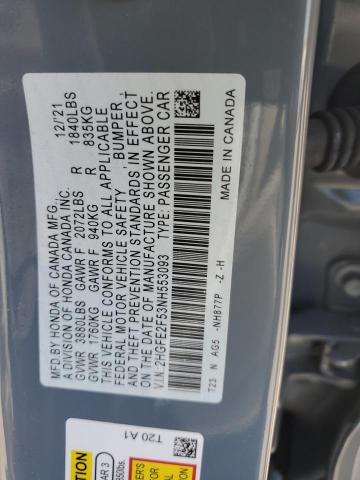 MFD BY HONDA OF CANADA MFG. 12/'21
A DIVISION OF HONDA CANADA INC.
GVWR 3880LBS GAWR F 2072LBS R 1840LBS
GVWR 1760KG GAWR F 940KG R 835KG
THIS VEHICLE CONFORMS TO ALL APPLICABLE
FEDERAL MOTOR VEHICLE SAFETY, BUMPER,
AND THEFT PREVENTION STANDARDS IN EFFECT
ON THE DATE OF MANUFACTURE SHOWN ABOVE.
V.I.N. 2HGFE2F53NH553093 TYPE: PASSENGER CAR
MADE IN CANADA
T23 N AG5 -NH877P -Z -H
T20 A1
AR 3